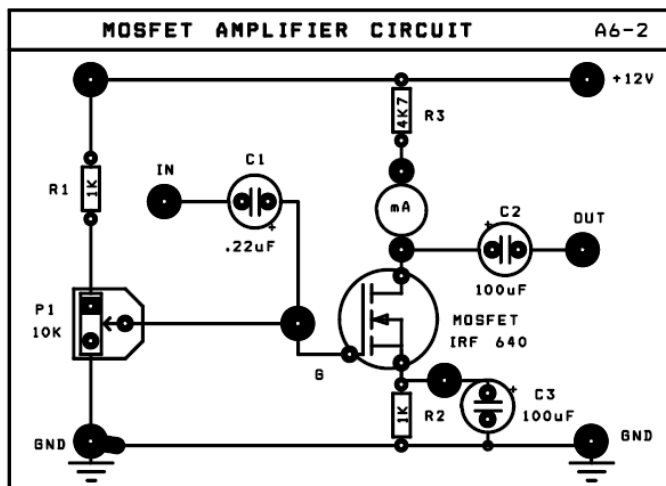 MOSFET AMPLIFIER CIRCUIT A6-2
+12V
4K7
R3
IN
C1
R1
1K
mA
C2
OUT
+
.22uF
+
100uF
P1
10K
MOSFET
IRF 640
G
1K
R2
C3
+
100uF
GND
GND